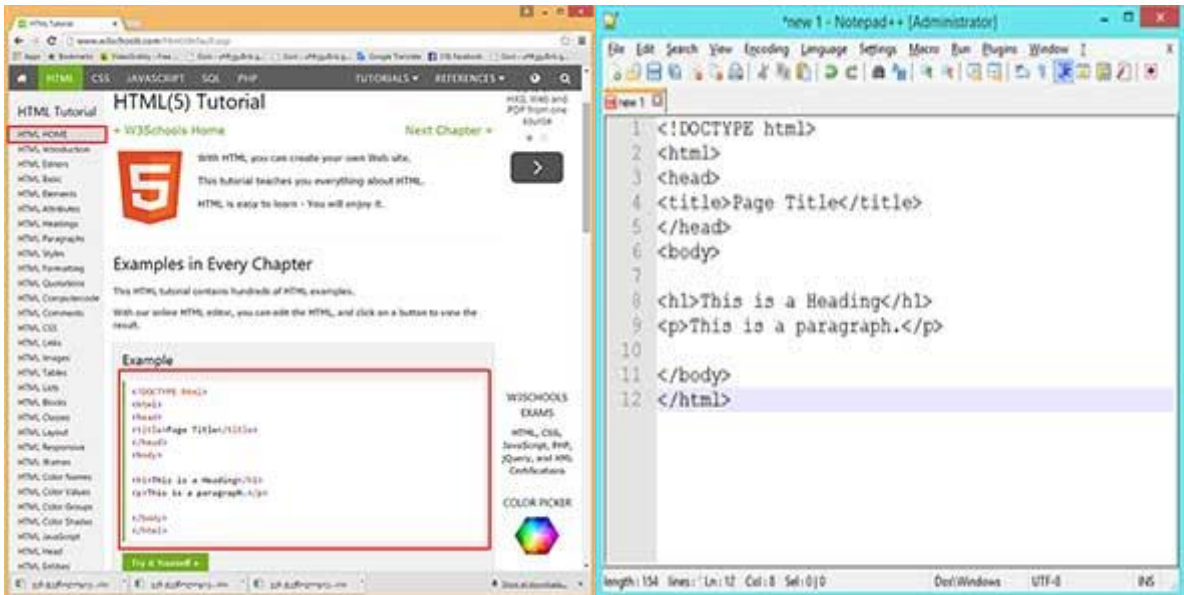 HTML Tutorial
HTML CSS JAVASCRIPT SQL PHP TUTORIALS REFERENCES
HTML Tutorial
HTML HOME
HTML Introduction
HTML Editors
HTML Basic
HTML Elements
HTML Attributes
HTML Headings
HTML Paragraphs
HTML Styles
HTML Formatting
HTML Quotations
HTML Computercode
HTML Comments
HTML CSS
HTML Links
HTML Images
HTML Tables
HTML Lists
HTML Blocks
HTML Classes
HTML Layout
HTML Responsive
HTML Iframes
HTML Color Names
HTML Color Values
HTML Color Groups
HTML Color Shades
HTML JavaScript
HTML Head
HTML Entities
HTML(5) Tutorial
« W3Schools Home
Next Chapter »
With HTML, you can create your own Web site.
This tutorial teaches you everything about HTML.
HTML is easy to learn - You will enjoy it.
Examples in Every Chapter
This HTML tutorial contains hundreds of HTML examples.
With our online HTML editor, you can edit the HTML, and click on a button to view the
result.
Example
<!DOCTYPE html>
<html>
<head>
<title>Page Title</title>
</head>
<body>
<h1>This is a Heading</h1>
<p>This is a paragraph.</p>
</body>
</html>
Try it Yourself »
and
PDF from one
source
W3SCHOOLS
EXAMS
HTML, CSS,
JavaScript, PHP,
jQuery, and XML
Certifications
COLOR PICKER
*new 1 - Notepad++ [Administrator]
File Edit Search View Encoding Language Settings Macro Run Plugins Window ? X
new 1
1 <!DOCTYPE html>
2 <html>
3 <head>
4 <title>Page Title</title>
5 </head>
6 <body>
7
8 <h1>This is a Heading</h1>
9 <p>This is a paragraph.</p>
10
11 </body>
12 </html>
length : 154 lines : Ln : 12 Col : 8 Sel : 0 | 0 Dos\Windows UTF-8 INS